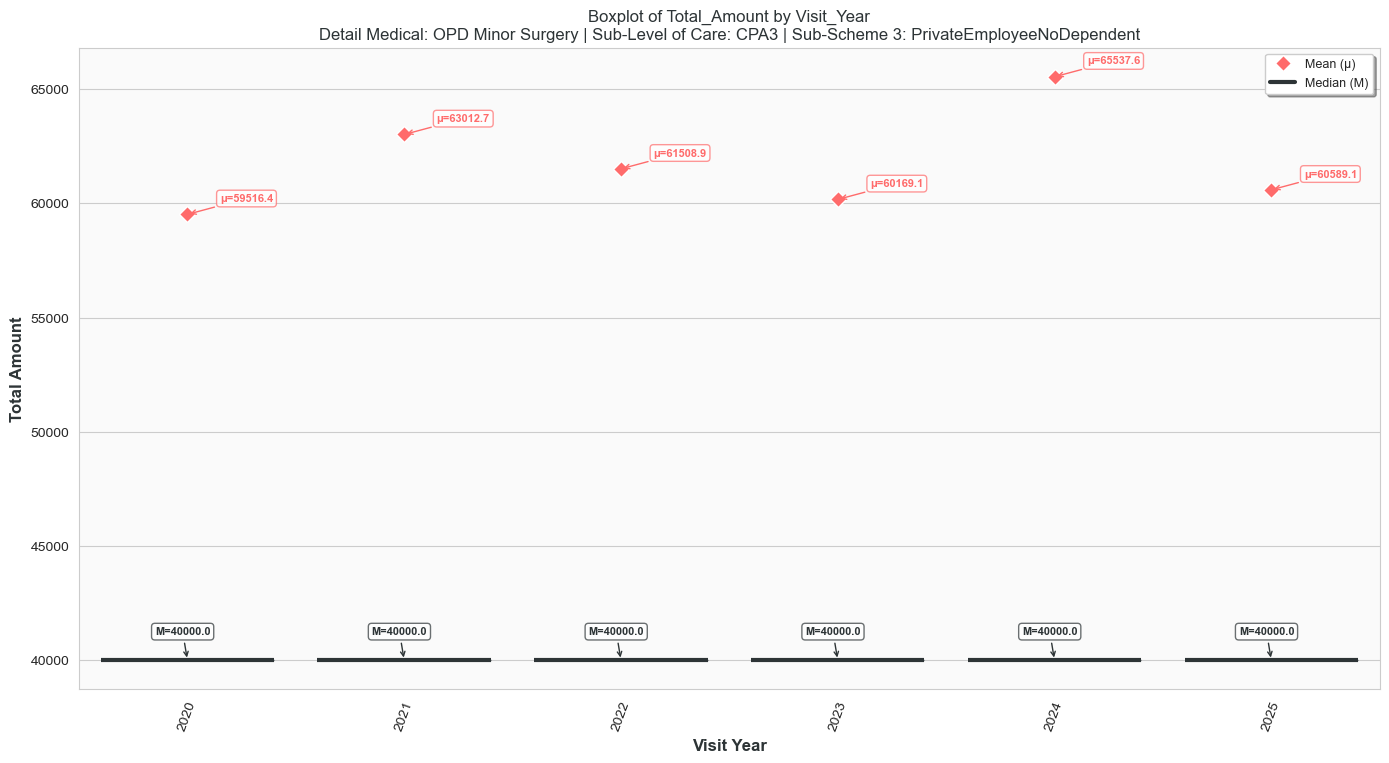 Boxplot of Total_Amount by Visit_Year
Detail Medical: OPD Minor Surgery | Sub-Level of Care: CPA3 | Sub-Scheme 3: PrivateEmployeeNoDependent
Mean (μ)
Median (M)
Total Amount
65000
60000
55000
50000
45000
40000
μ=59516.4
μ=63012.7
μ=61508.9
μ=60169.1
μ=65537.6
μ=60589.1
M=40000.0
M=40000.0
M=40000.0
M=40000.0
M=40000.0
M=40000.0
2020
2021
2022
2023
2024
2025
Visit Year